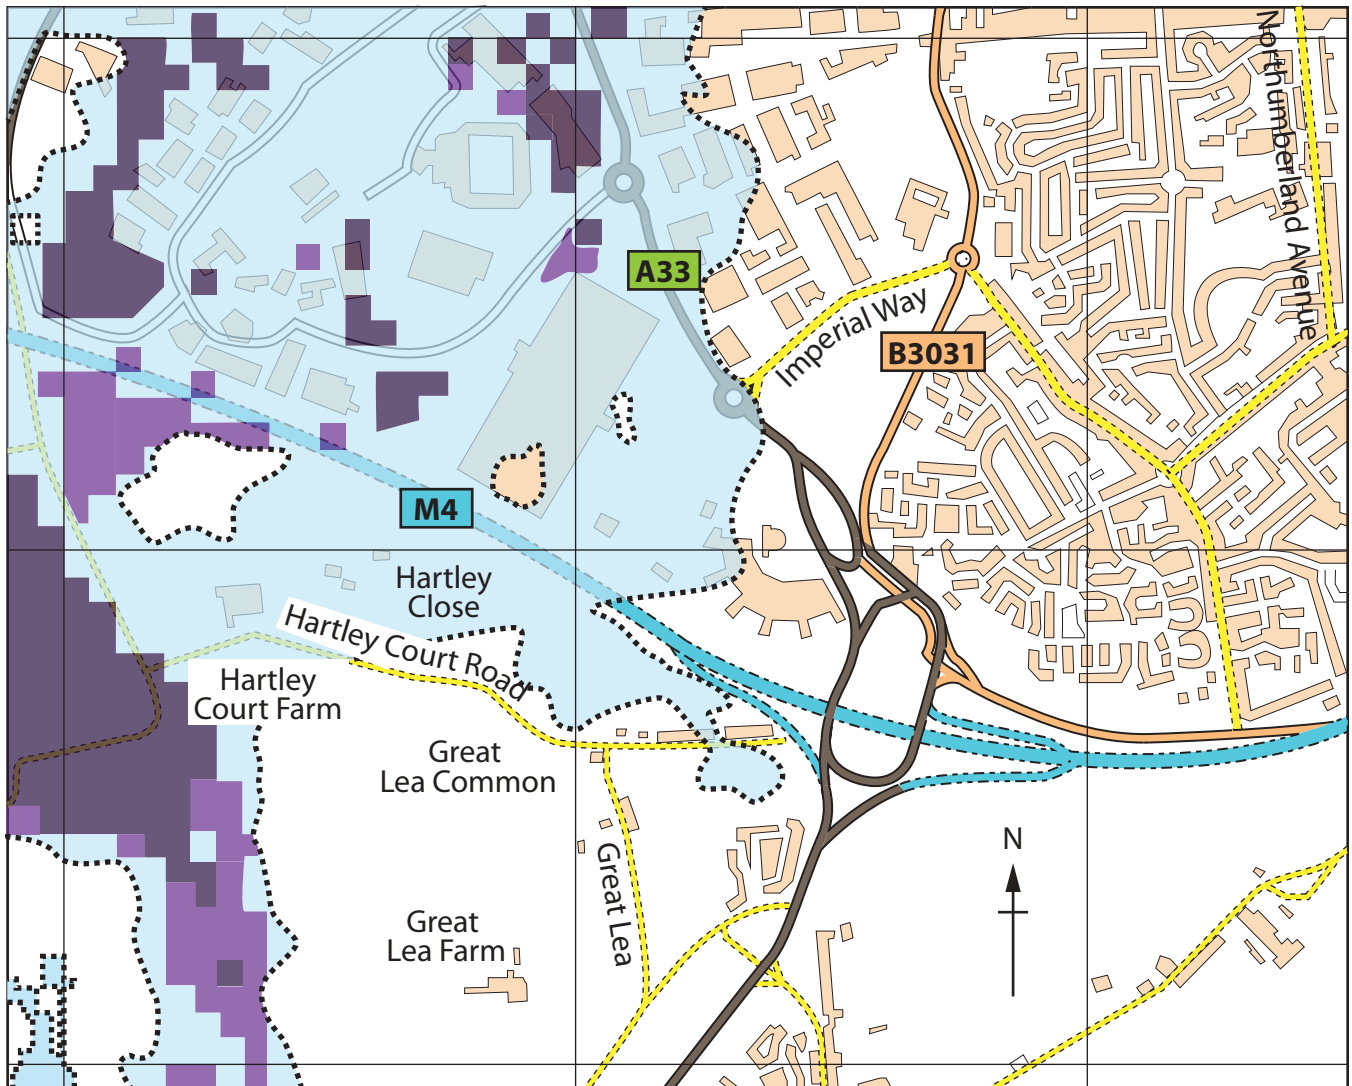 Northumberland Avenue
A33
Imperial Way
B3031
M4
Hartley
Close
Hartley Court Road
Hartley
Court Farm
Great
Lea Common
N
Great Lea
Great
Lea Farm